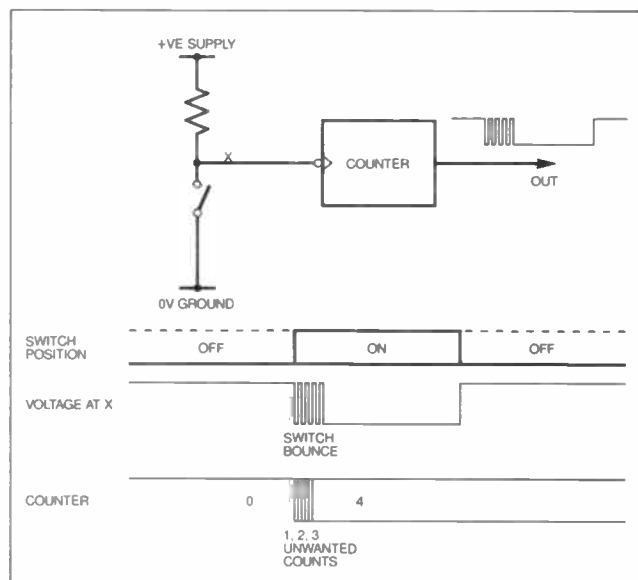 +VE SUPPLY
X
COUNTER
OUT
0V GROUND
SWITCH
POSITION
OFF
ON
OFF
VOLTAGE AT X
SWITCH
BOUNCE
COUNTER
0
4
1, 2, 3
UNWANTED
COUNTS